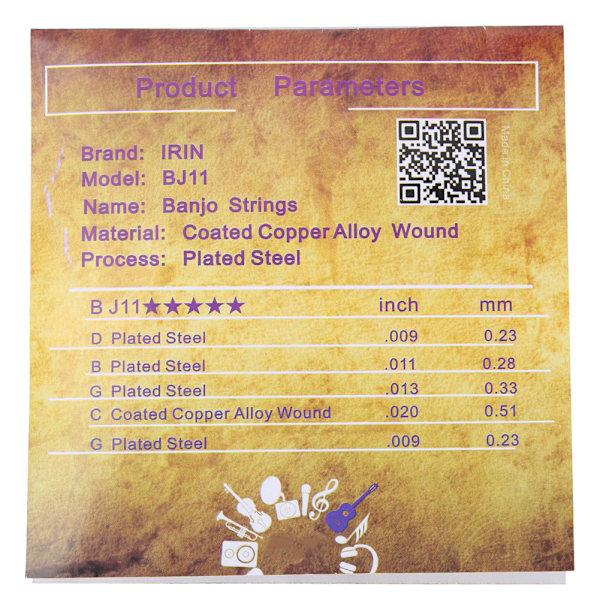 Product Parameters
Made in China
Brand: IRIN
Model: BJ11
Name: Banjo Strings
Material: Coated Copper Alloy Wound
Process: Plated Steel
BJ11★★★★★ inch mm
D Plated Steel .009 0.23
B Plated Steel .011 0.28
G Plated Steel .013 0.33
C Coated Copper Alloy Wound .020 0.51
G Plated Steel .009 0.23